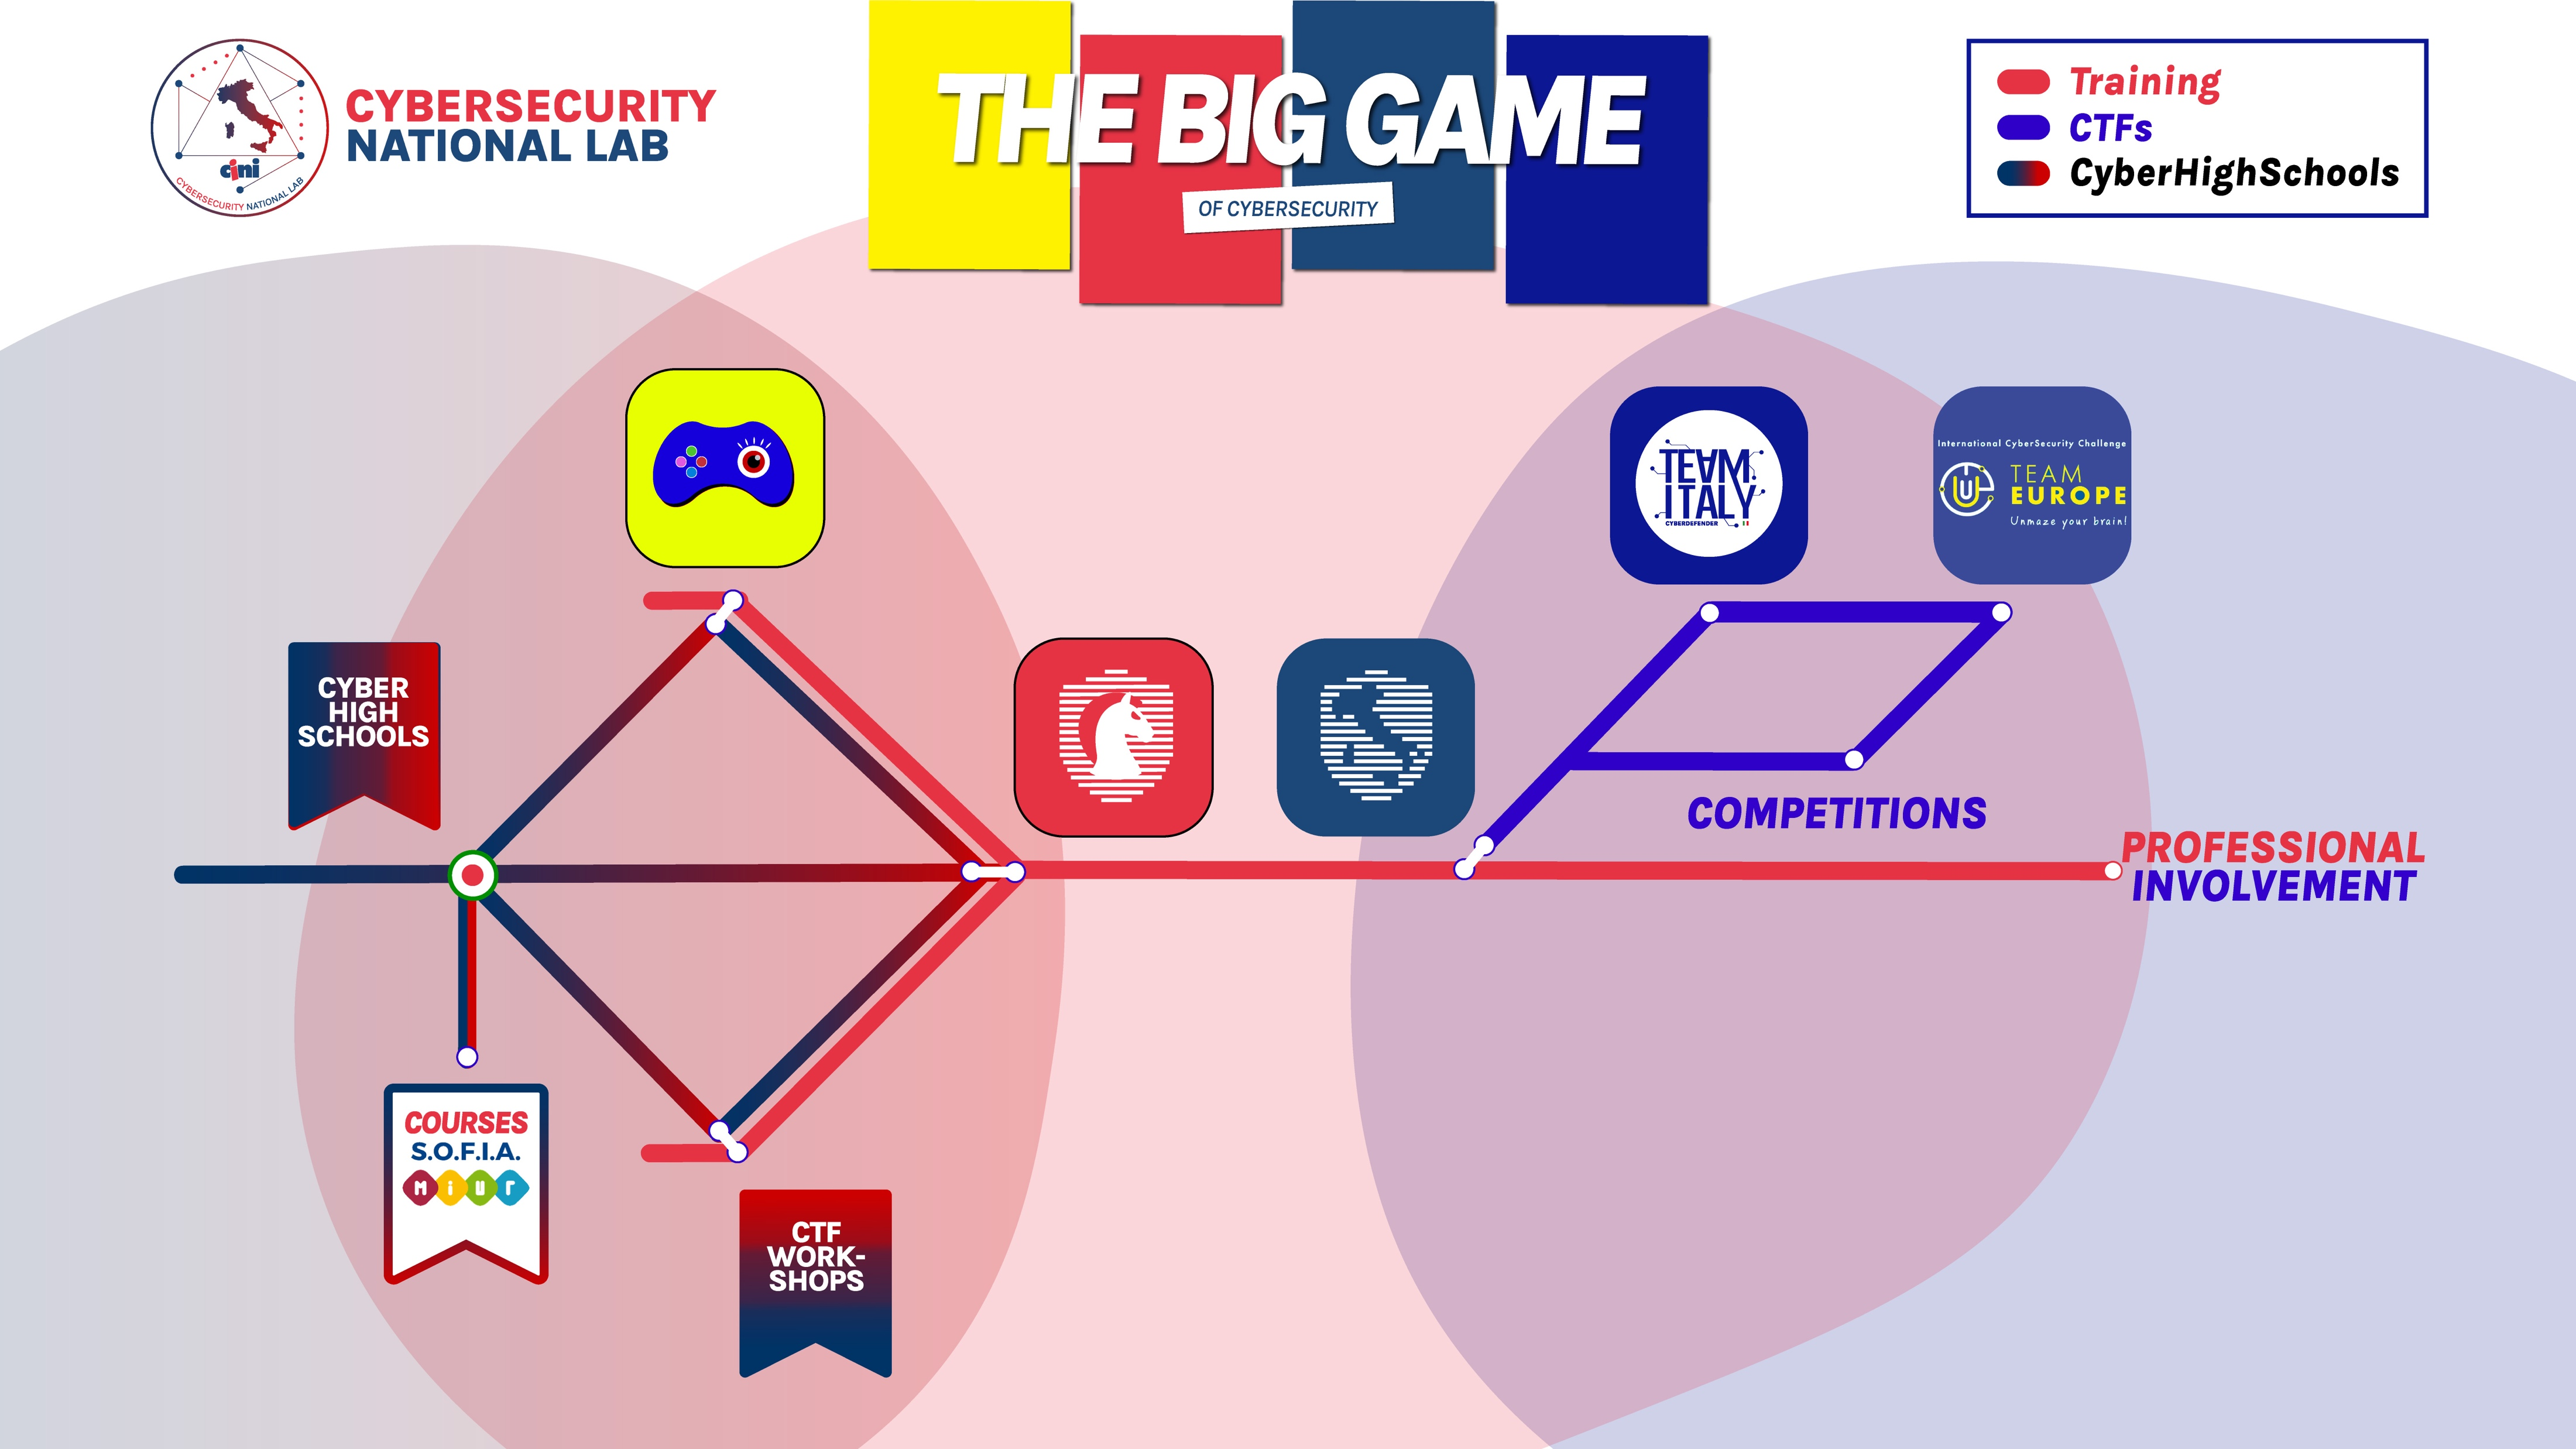 CYBERSECURITY
NATIONAL LAB
cini
CYBERSECURITY NATIONAL LAB
THE BIG GAME
OF CYBERSECURITY
Training
CTFs
CyberHighSchools
TEAM
ITALY
CYBERDEFENDER
International CyberSecurity Challenge
TEAM
EUROPE
Unmaze your brain!
CYBER
HIGH
SCHOOLS
COMPETITIONS
PROFESSIONAL
INVOLVEMENT
COURSES
S.O.F.I.A.
MiUr
CTF
WORK-
SHOPS